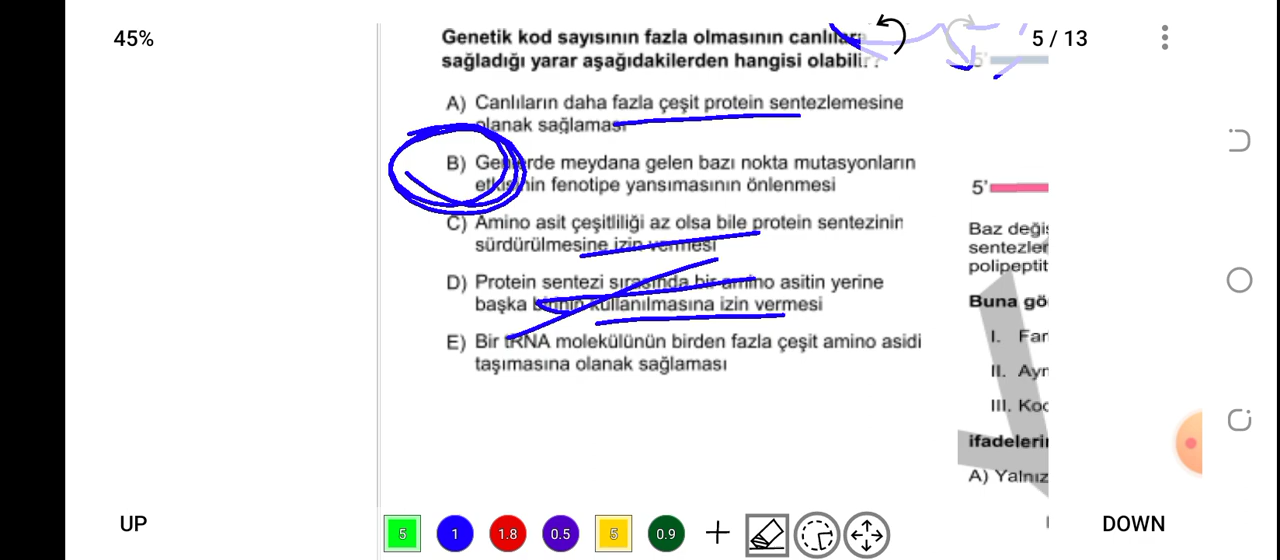 45%
5 / 13
Genetik kod sayısının fazla olmasının canlılara
sağladığı yarar aşağıdakilerden hangisi olabilir?
A) Canlıların daha fazla çeşit protein sentezlemesine
olanak sağlaması
B) Genlerde meydana gelen bazı nokta mutasyonların
etkisinin fenotipe yansımasının önlenmesi
C) Amino asit çeşitliliği az olsa bile protein sentezinin
sürdürülmesine izin vermesi
D) Protein sentezi sırasında bir amino asitin yerine
başka birinin kullanılmasına izin vermesi
E) Bir tRNA molekülünün birden fazla çeşit amino asidi
taşımasına olanak sağlaması
5'
5'
Baz değiş
sentezler
polipeptit
Buna gö
I. Far
II. Ayr
III. Koc
ifadelerin
A) Yalnız
UP
5
1
1.8
0.5
5
0.9
DOWN